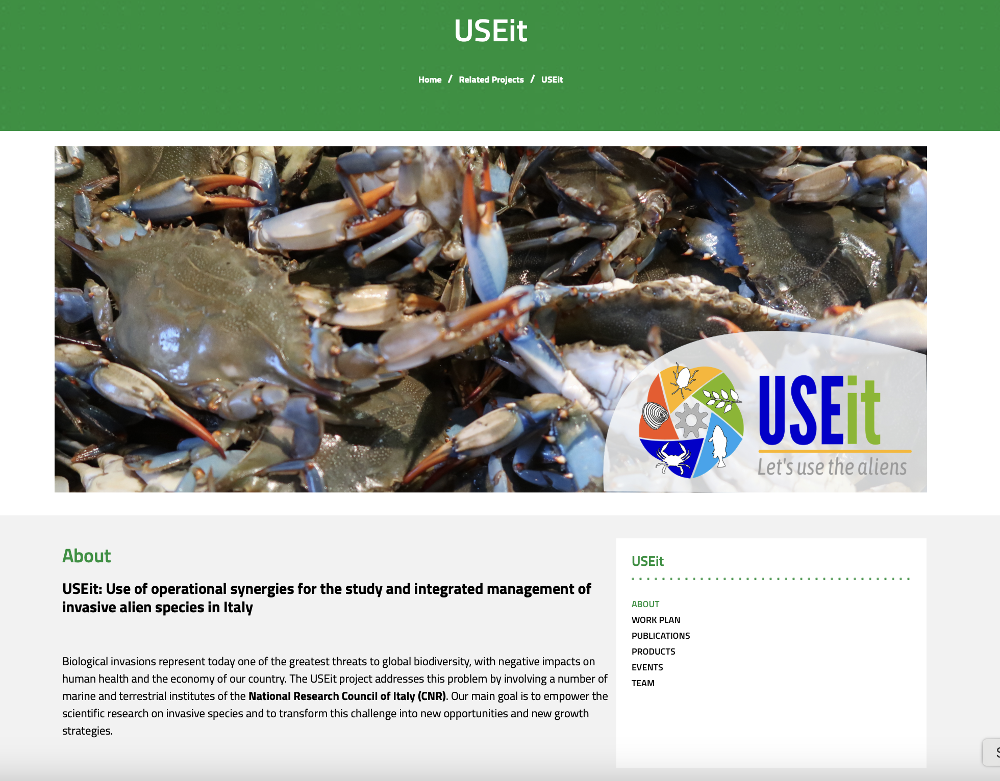 USEit
Home / Related Projects / USEit
USEit
Let's use the aliens
About
USEit: Use of operational synergies for the study and integrated management of
invasive alien species in Italy
Biological invasions represent today one of the greatest threats to global biodiversity, with negative impacts on
human health and the economy of our country. The USEit project addresses this problem by involving a number of
marine and terrestrial institutes of the National Research Council of Italy (CNR). Our main goal is to empower the
scientific research on invasive species and to transform this challenge into new opportunities and new growth
strategies.
USEit
ABOUT
WORK PLAN
PUBLICATIONS
PRODUCTS
EVENTS
TEAM